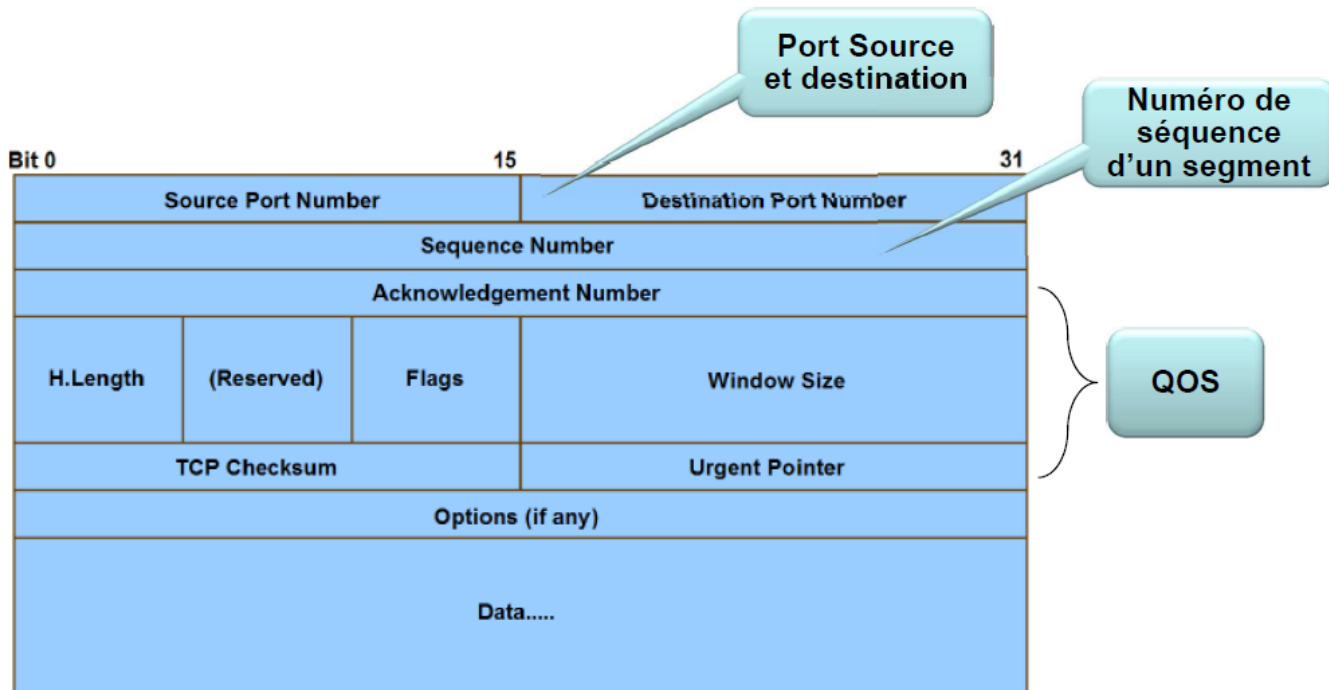 Port Source
et destination
Numéro de
séquence
d'un segment
Bit 0
15
31
Source Port Number
Destination Port Number
Sequence Number
Acknowledgement Number
H.Length
(Reserved)
Flags
Window Size
QOS
TCP Checksum
Urgent Pointer
Options (if any)
Data.....